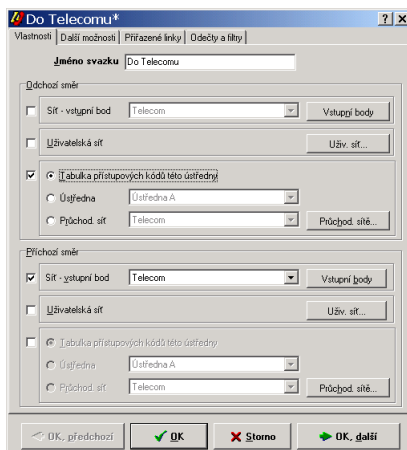 Do Telecomu*
Vlastnosti Další možnosti Přiřazené linky Odečty a filtry
Jméno svazku Do Telecomu
Odchozí směr
Síť - vstupní bod Telecom Vstupní body
Uživatelská síť Uživ. síť...
Tabulka přístupových kódů této ústředny
Ústředna Ústředna A
Průchod. síť Telecom Průchod. sítě...
Příchozí směr
Síť - vstupní bod Telecom Vstupní body
Uživatelská síť Uživ. síť...
Tabulka přístupových kódů této ústředny
Ústředna Ústředna A
Průchod. síť Telecom Průchod. sítě...
OK, předchozí OK Storno OK, další